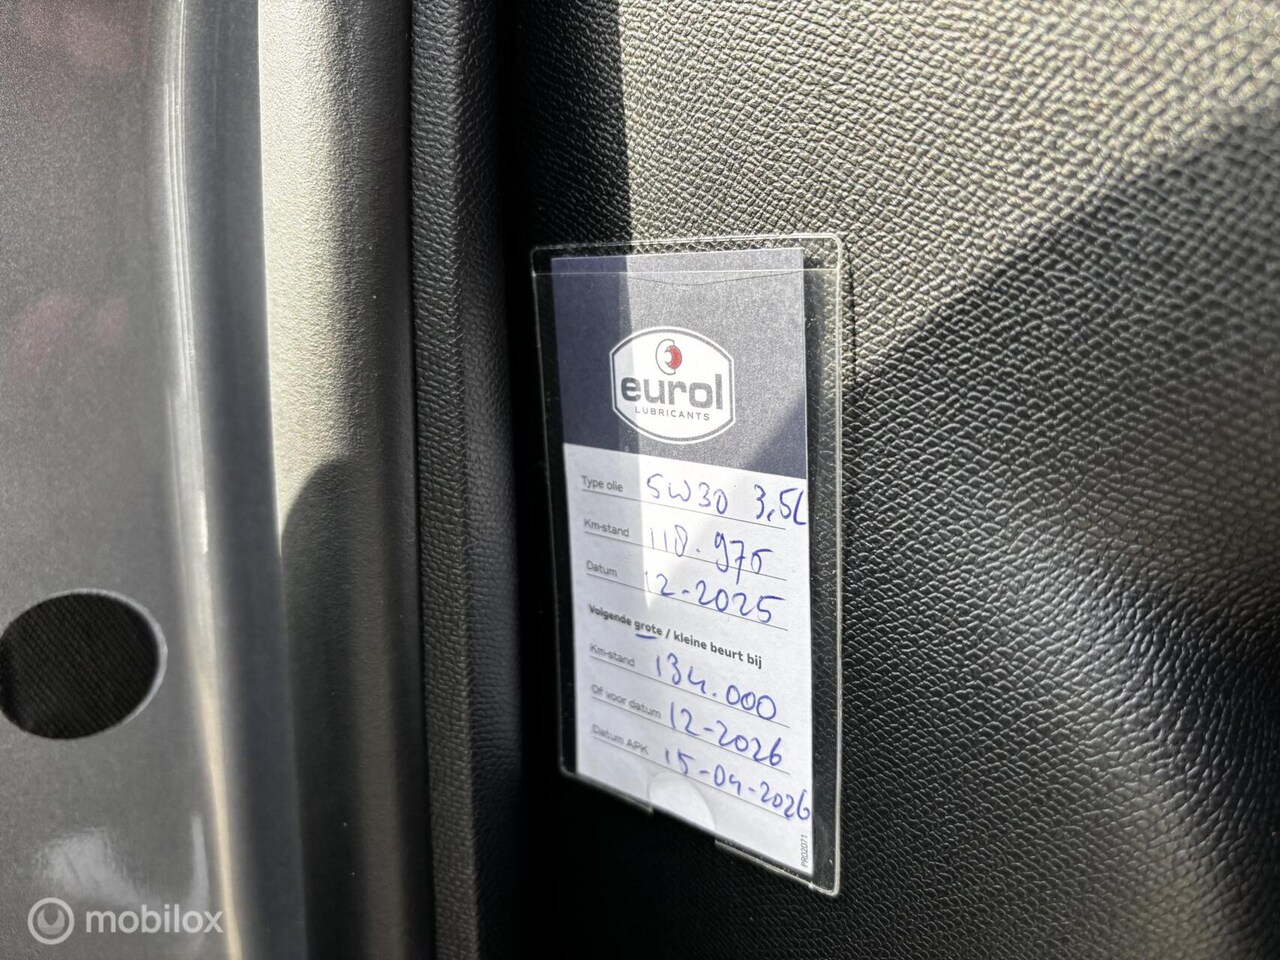 eurol
LUBRICANTS
Type olie 5W30 3,5L
Km-stand 118.975
Datum 12-2025
Volgende grote / kleine beurt bij
Km-stand 134.000
Of voor datum 12-2026
Datum APK 15-04-2026
PR02071
mobilox